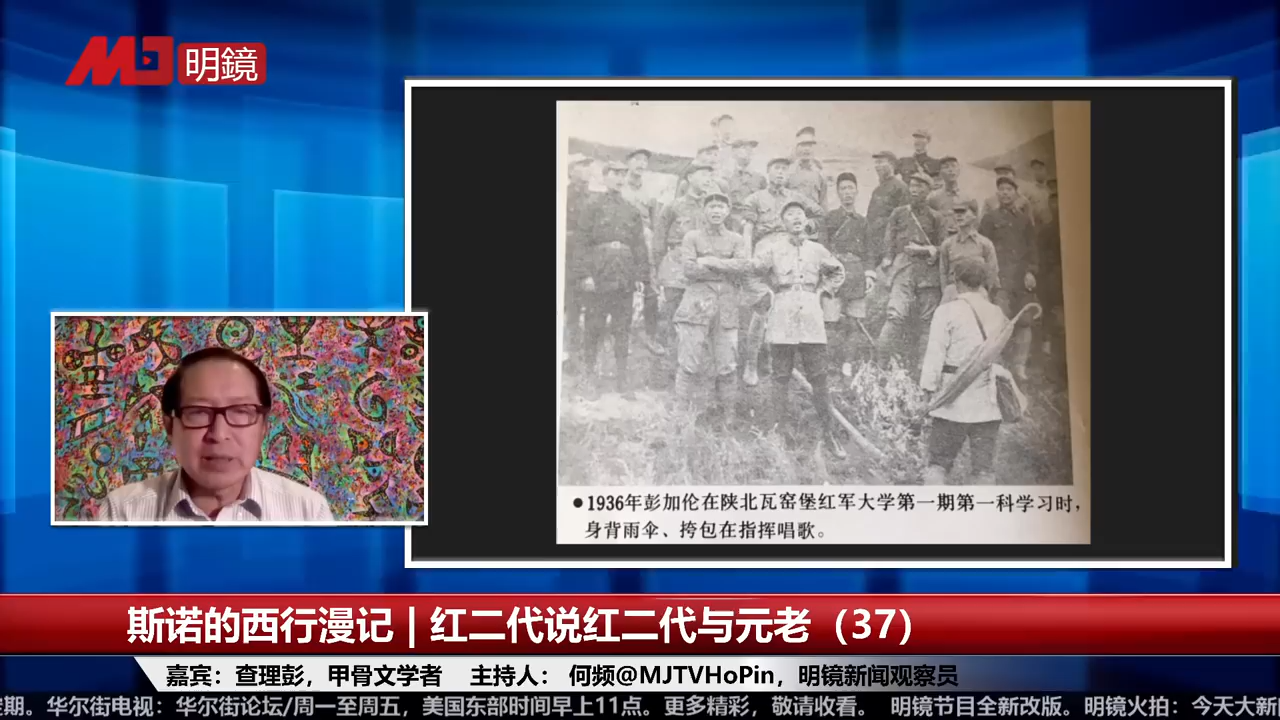 明鏡
●1936年彭加伦在陕北瓦窑堡红军大学第一期第一科学习时,
身背雨伞、挎包在指挥唱歌。
斯诺的西行漫记 | 红二代说红二代与元老（37）
嘉宾：查理彭，甲骨文学者 主持人： 何频@MJTVHoPin，明镜新闻观察员
期。华尔街电视：华尔街论坛/周一至周五，美国东部时间早上11点。更多精彩，敬请收看。 明镜节目全新改版。明镜火拍：今天大新